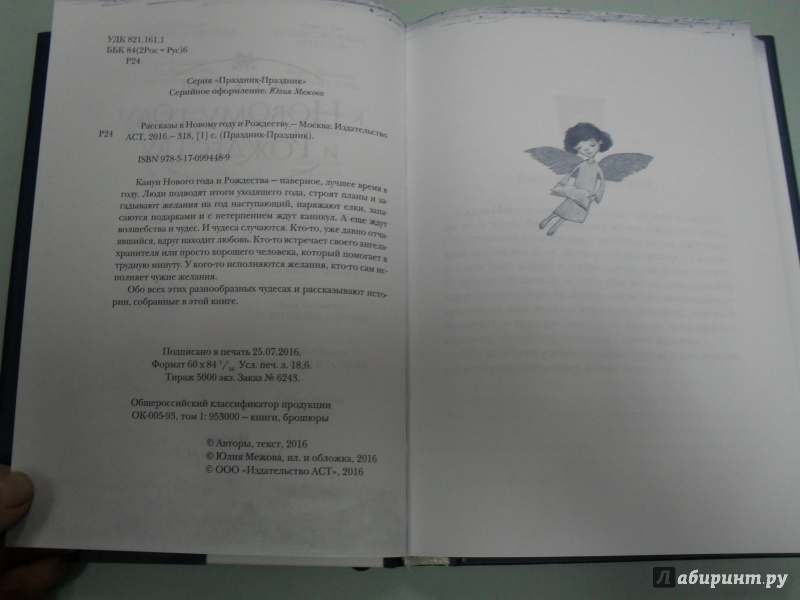 УДК 821.161.1
ББК 84(2Рос=Рус)6
Р24
Серия «Праздник-Праздник»
Серийное оформление: Юлия Межова
Рассказы к Новому году и Рождеству.— Москва: Издательство
Р24 АСТ, 2016.— 318, [1] с. (Праздник-Праздник).
ISBN 978-5-17-099448-9
Канун Нового года и Рождества — наверное, лучшее время в
году. Люди подводят итоги уходящего года, строят планы и за-
гадывают желания на год наступающий, наряжают елки, запа-
саются подарками и с нетерпением ждут каникул. А еще ждут
волшебства и чудес. И чудеса случаются. Кто-то, уже давно отча-
явшийся, вдруг находит любовь. Кто-то встречает своего ангела-
хранителя или просто хорошего человека, который помогает в
трудную минуту. У кого-то исполняются желания, кто-то сам ис-
полняет чужие желания.
Обо всех этих разнообразных чудесах и рассказывают исто-
рии, собранные в этой книге.
Подписано в печать 25.07.2016.
Формат 60 х 84 1/16 Усл. печ. л. 18,6.
Тираж 5000 экз. Заказ № 6243.
Общероссийский классификатор продукции
ОК-005-93, том 1: 953000 — книги, брошюры
© Авторы, текст, 2016
© Юлия Межова, ил. и обложка, 2016
© ООО «Издательство АСТ», 2016
Лабиринт.ру